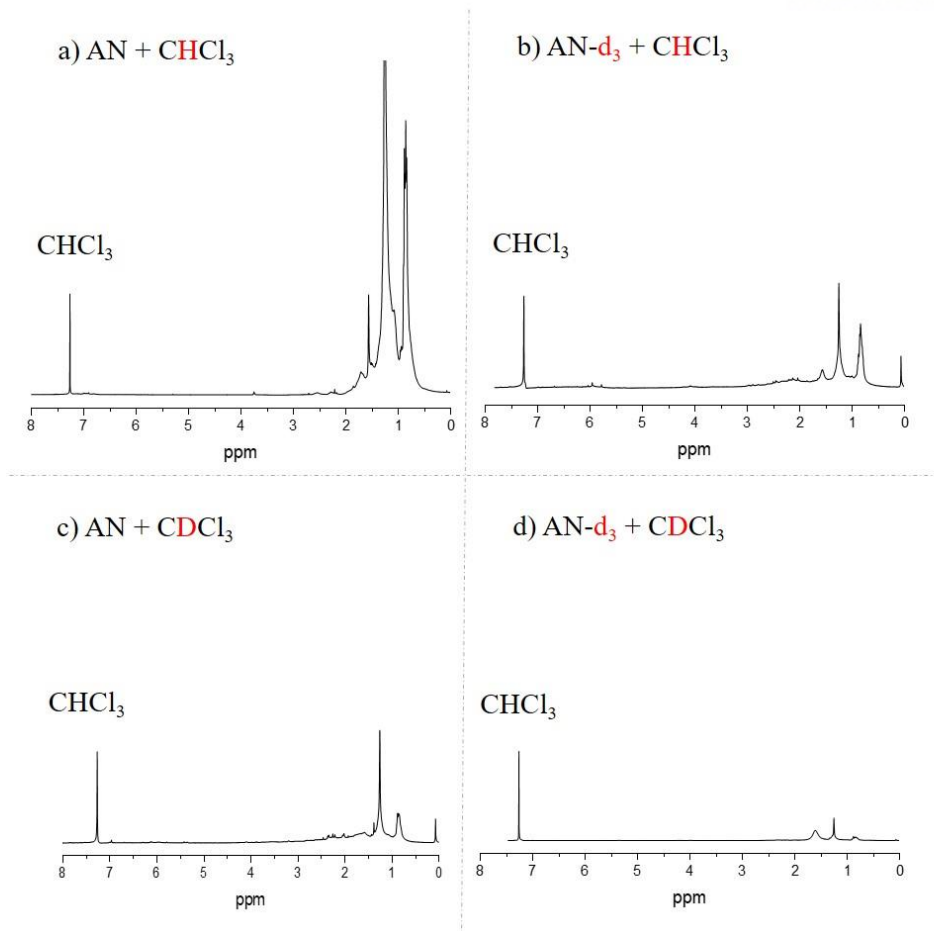 a) AN + CHCl₃
CHCl₃
8 7 6 5 4 3 2 1 0
ppm
b) AN-d₃ + CHCl₃
CHCl₃
8 7 6 5 4 3 2 1 0
ppm
c) AN + CDCl₃
CHCl₃
8 7 6 5 4 3 2 1 0
ppm
d) AN-d₃ + CDCl₃
CHCl₃
8 7 6 5 4 3 2 1 0
ppm